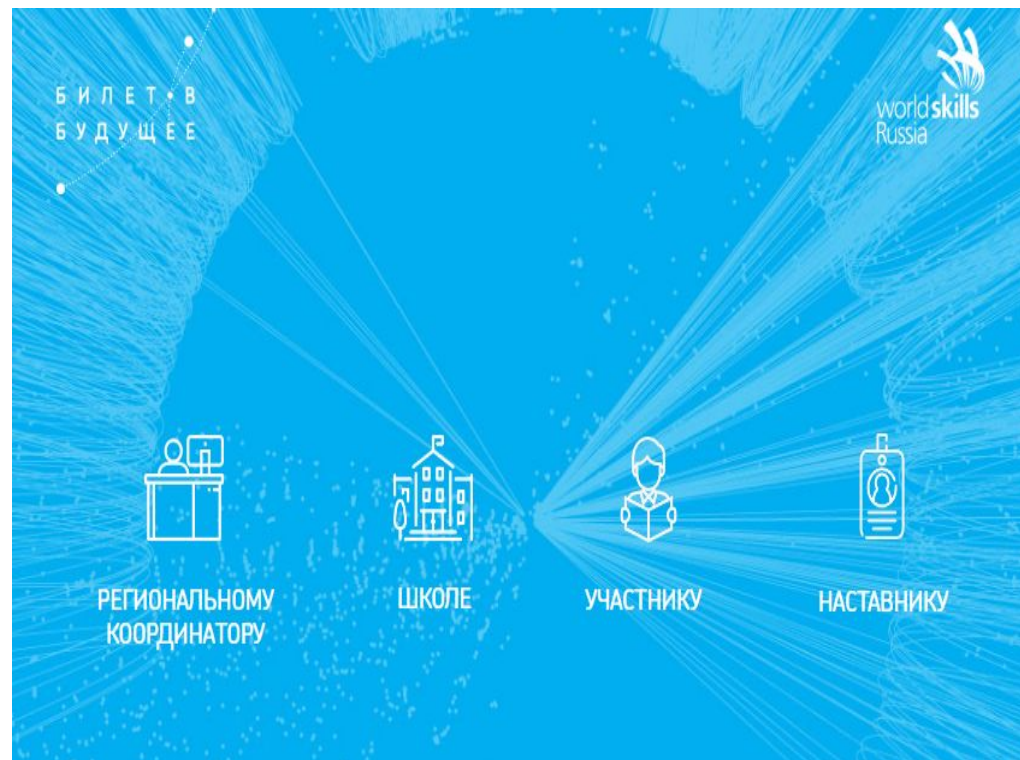 БИЛЕТ В
БУДУЩЕЕ
worldskills
Russia
РЕГИОНАЛЬНОМУ
КООРДИНАТОРУ
ШКОЛЕ
УЧАСТНИКУ
НАСТАВНИКУ